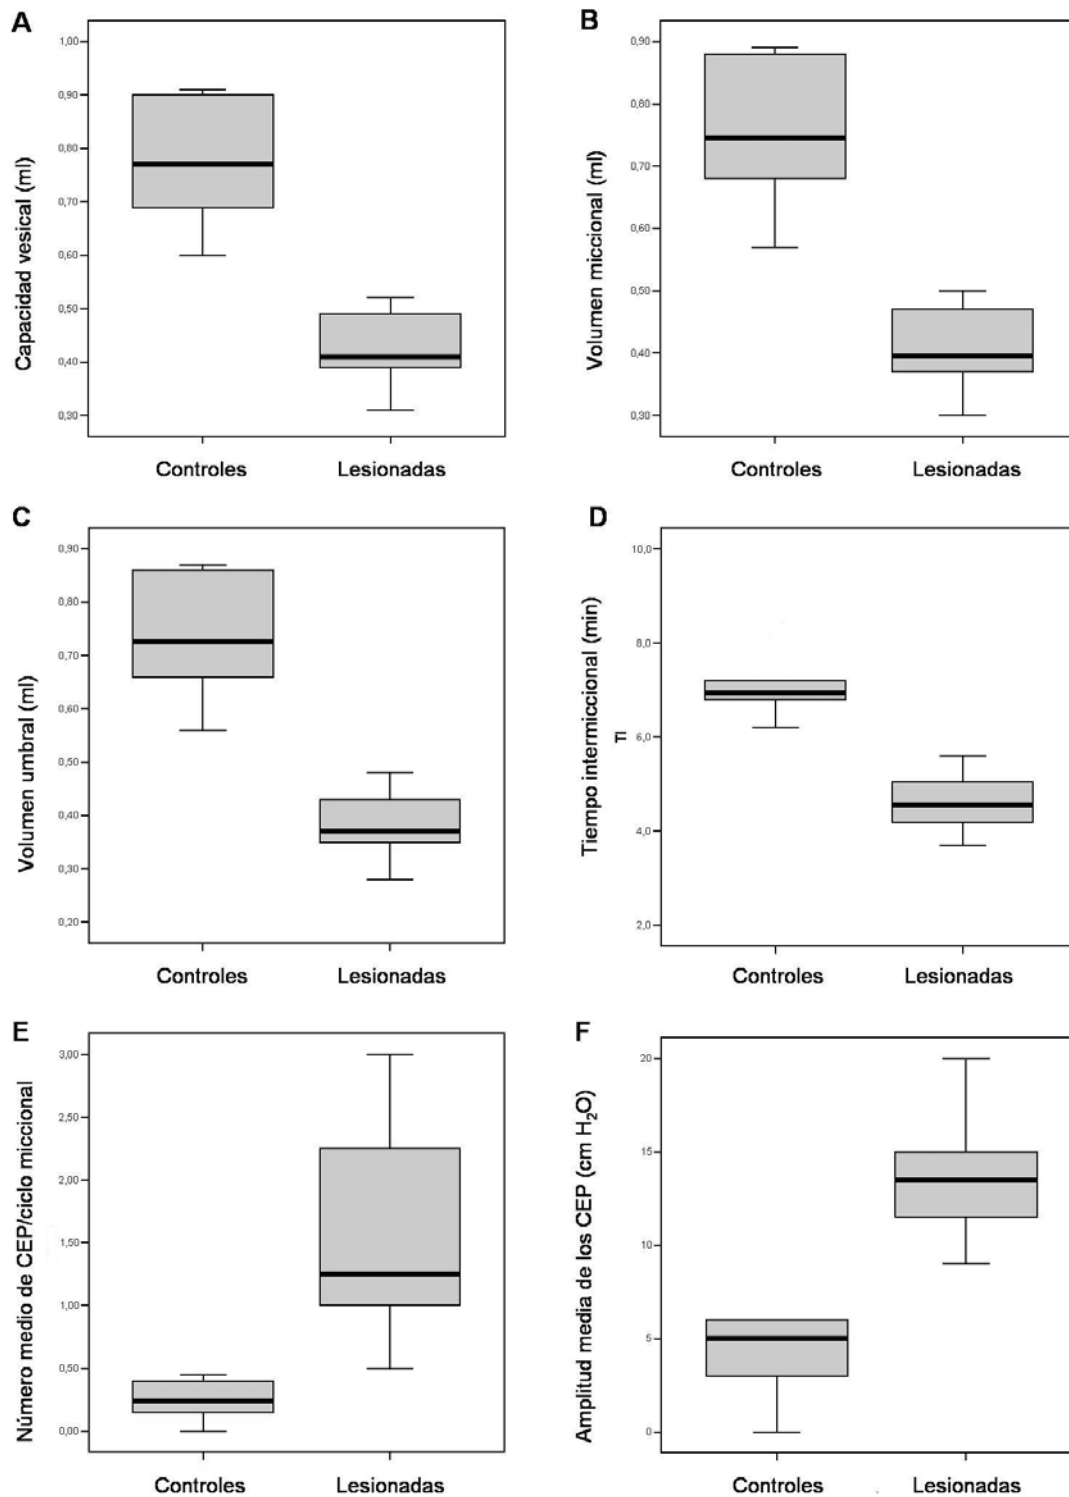 A
Capacidad vesical (ml)
1,00
0,90
0,80
0,70
0,60
0,50
0,40
0,30
Controles Lesionadas
B
Volumen miccional (ml)
0,90
0,80
0,70
0,60
0,50
0,40
0,30
Controles Lesionadas
C
Volumen umbral (ml)
0,90
0,80
0,70
0,60
0,50
0,40
0,30
0,20
Controles Lesionadas
D
Tiempo intermiccional (min)
TI
10,0
8,0
6,0
4,0
2,0
Controles Lesionadas
E
Número medio de CEP/ciclo miccional
3,00
2,50
2,00
1,50
1,00
0,50
0,00
Controles Lesionadas
F
Amplitud media de los CEP (cm H₂O)
20
15
10
5
0
Controles Lesionadas